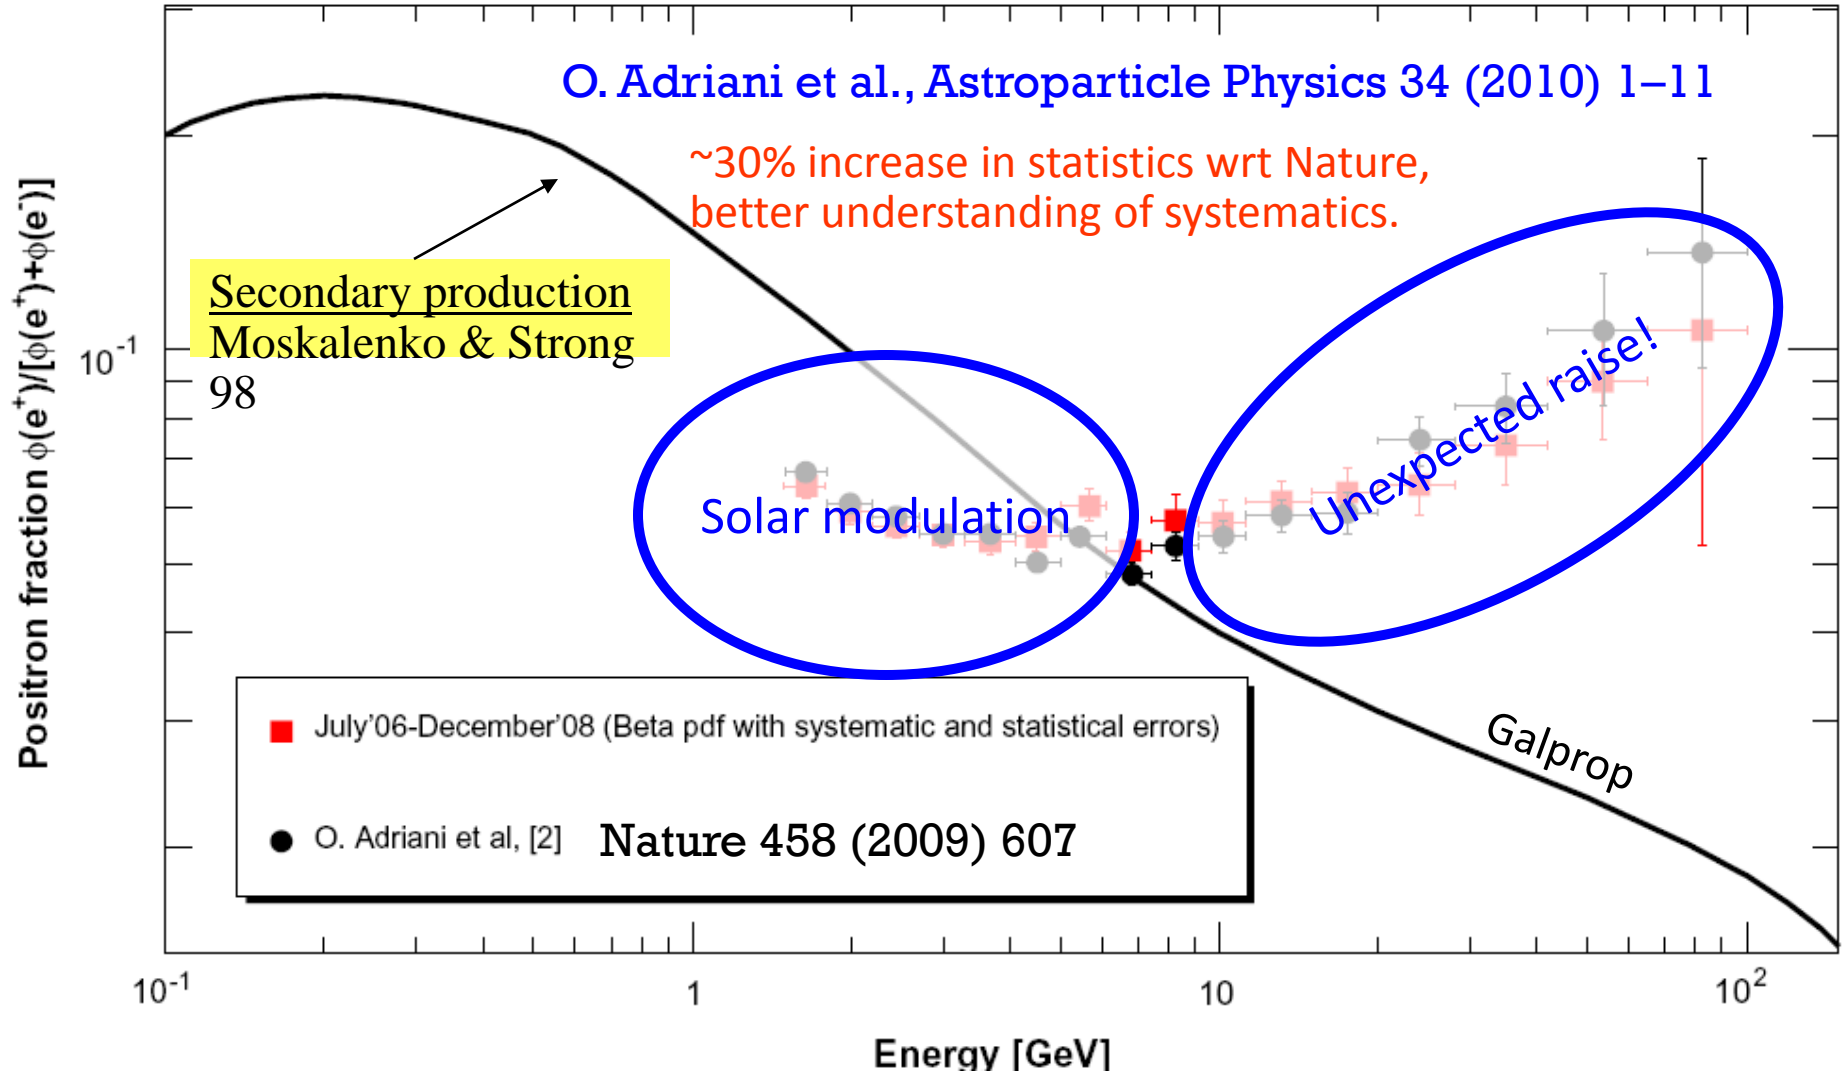 O. Adriani et al., Astroparticle Physics 34 (2010) 1–11
~30% increase in statistics wrt Nature,
better understanding of systematics.
Secondary production
Moskalenko & Strong
98
Positron fraction ϕ(e⁺)/[ϕ(e⁺)+ϕ(e⁻)]
10⁻¹
Solar modulation
Unexpected raise!
Galprop
July'06-December'08 (Beta pdf with systematic and statistical errors)
O. Adriani et al, [2] Nature 458 (2009) 607
10⁻¹ 1 10 10²
Energy [GeV]